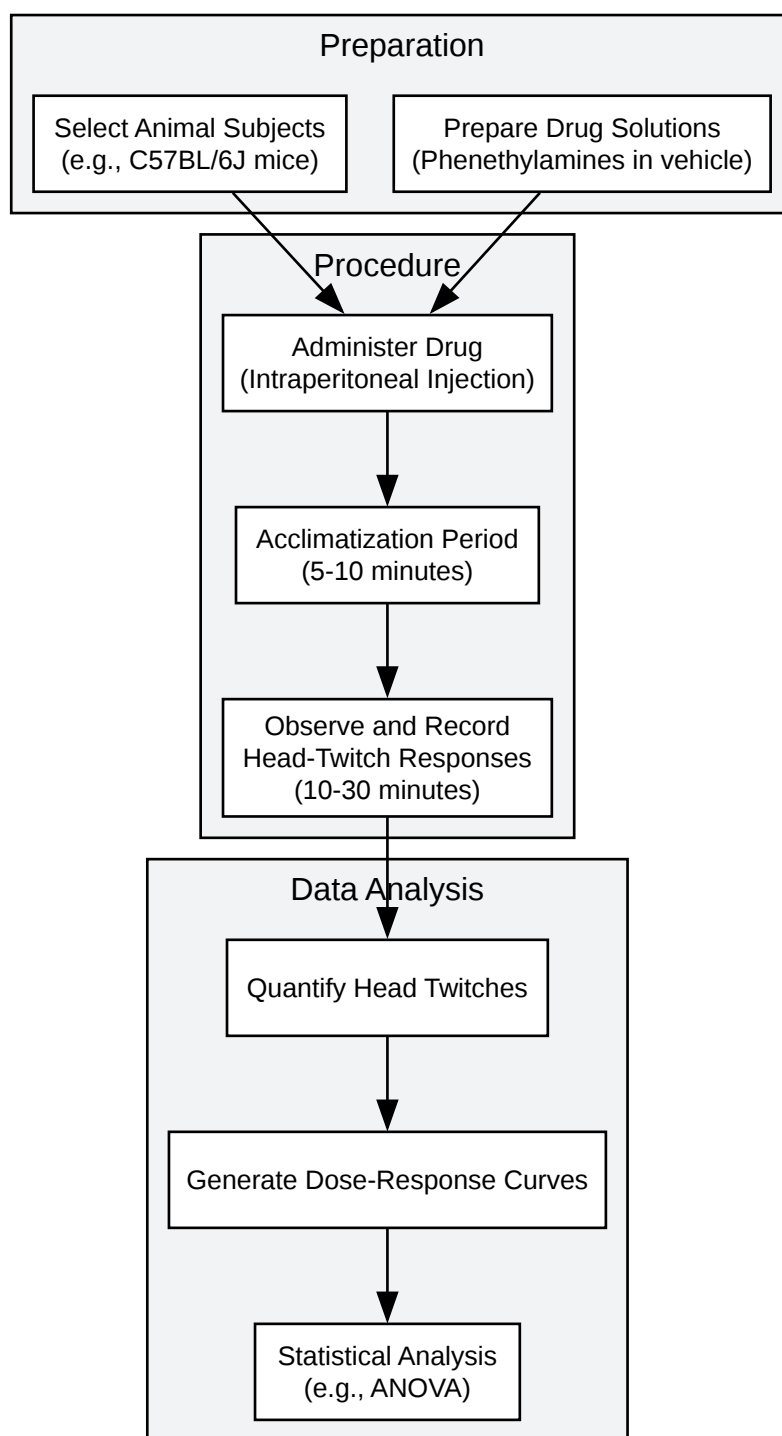 Preparation
Select Animal Subjects
(e.g., C57BL/6J mice)
Prepare Drug Solutions
(Phenethylamines in vehicle)
Procedure
Administer Drug
(Intraperitoneal Injection)
Acclimatization Period
(5-10 minutes)
Observe and Record
Head-Twitch Responses
(10-30 minutes)
Data Analysis
Quantify Head Twitches
Generate Dose-Response Curves
Statistical Analysis
(e.g., ANOVA)